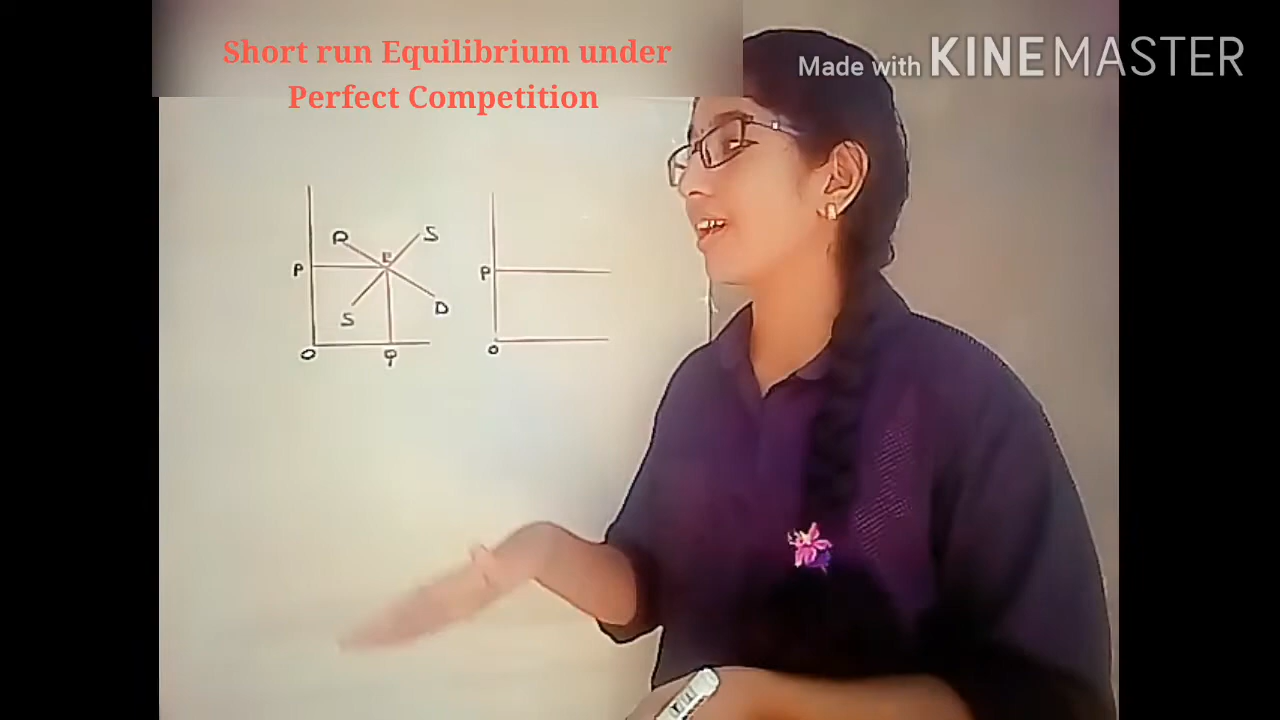 Short run Equilibrium under
Perfect Competition
Made with KINEMASTER
D S
E
P
S D
O q
P
O